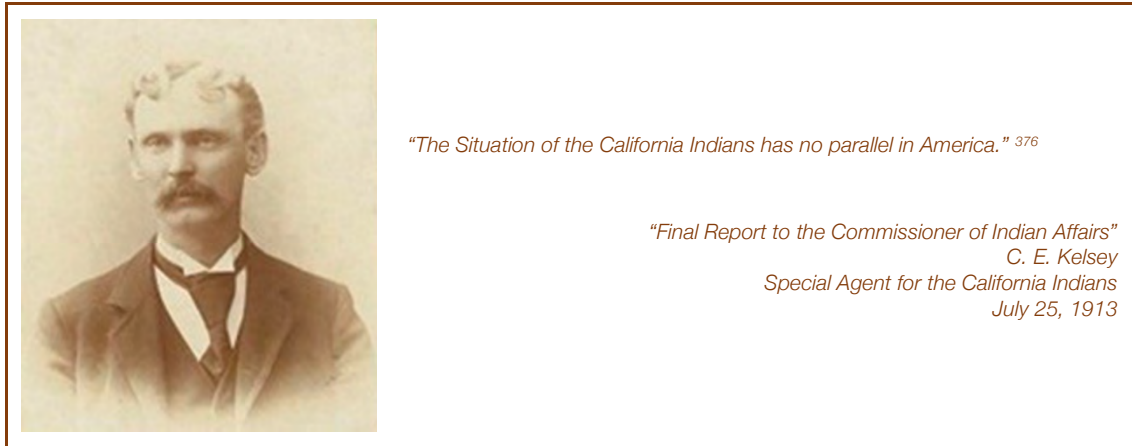 “The Situation of the California Indians has no parallel in America.” 376
“Final Report to the Commissioner of Indian Affairs”
C. E. Kelsey
Special Agent for the California Indians
July 25, 1913